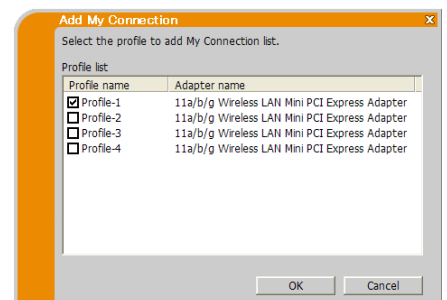 Add My Connection x
Select the profile to add My Connection list.
Profile list
Profile name Adapter name
Profile-1 11a/b/g Wireless LAN Mini PCI Express Adapter
Profile-2 11a/b/g Wireless LAN Mini PCI Express Adapter
Profile-3 11a/b/g Wireless LAN Mini PCI Express Adapter
Profile-4 11a/b/g Wireless LAN Mini PCI Express Adapter
OK Cancel